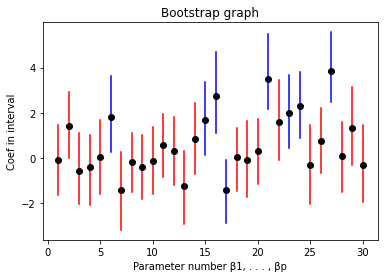 Bootstrap graph
Coef in interval
4
2
0
−2
0 5 10 15 20 25 30
Parameter number β1, . . . , βp